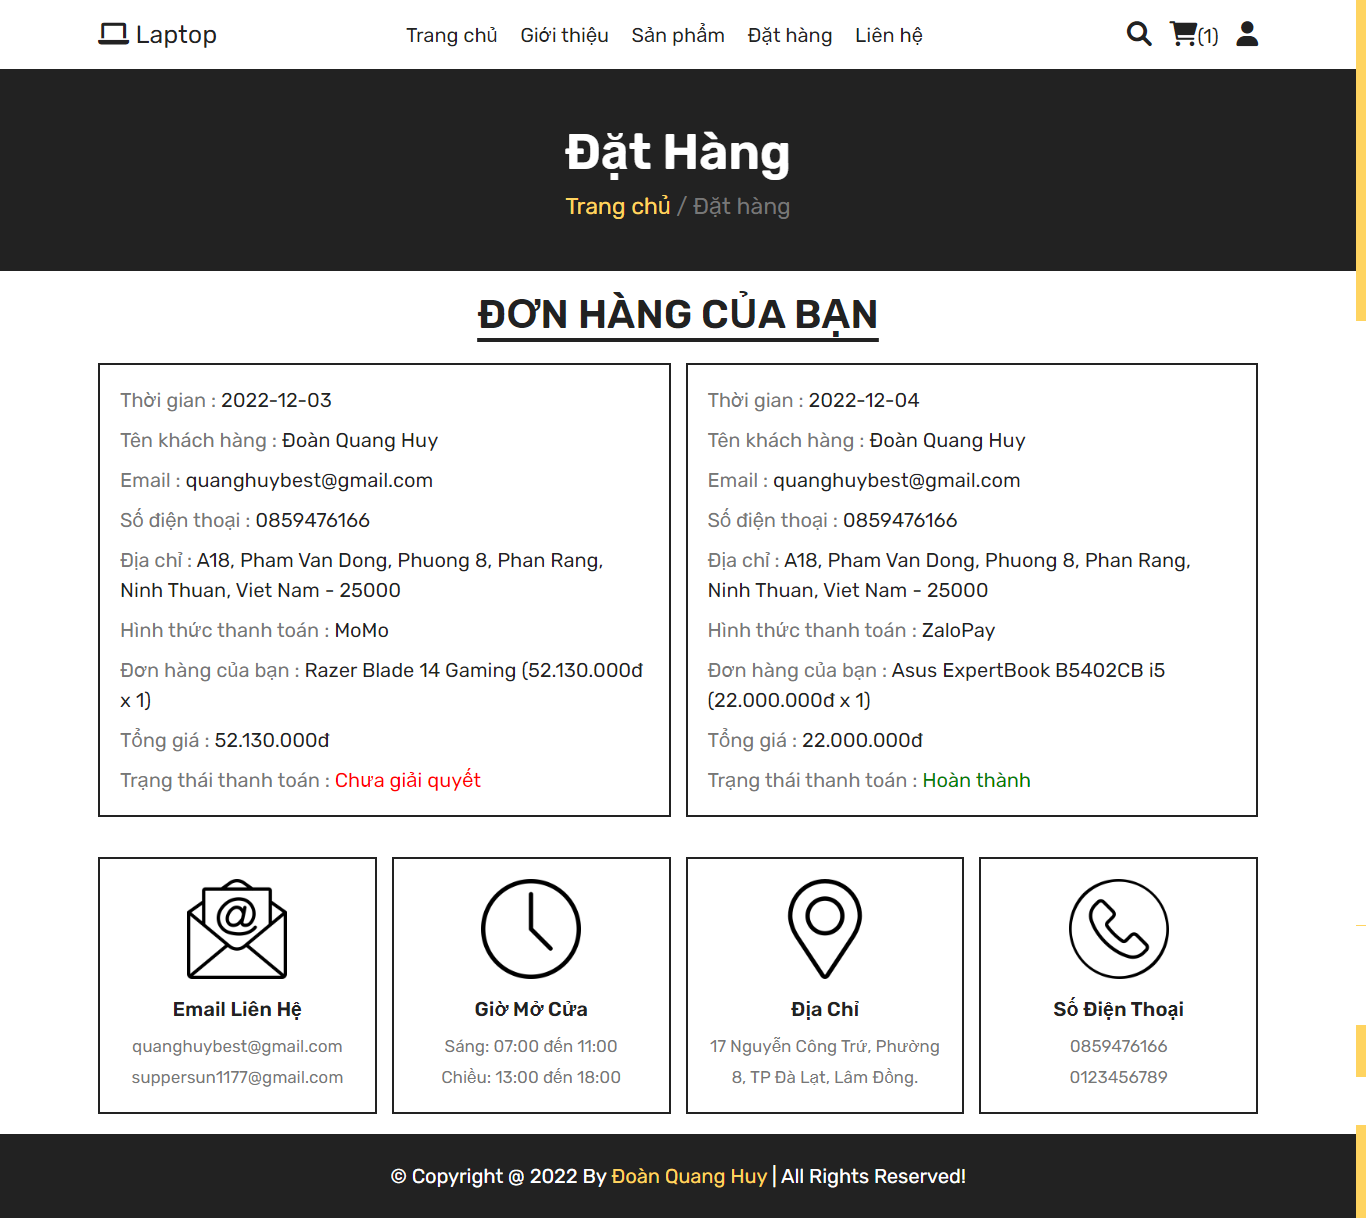 Laptop
Trang chủ Giới thiệu Sản phẩm Đặt hàng Liên hệ
(1)
Đặt Hàng
Trang chủ / Đặt hàng
ĐƠN HÀNG CỦA BẠN
Thời gian : 2022-12-03
Tên khách hàng : Đoàn Quang Huy
Email : quanghuybest@gmail.com
Số điện thoại : 0859476166
Địa chỉ : A18, Pham Van Dong, Phuong 8, Phan Rang,
Ninh Thuan, Viet Nam - 25000
Hình thức thanh toán : MoMo
Đơn hàng của bạn : Razer Blade 14 Gaming (52.130.000đ
x 1)
Tổng giá : 52.130.000đ
Trạng thái thanh toán : Chưa giải quyết
Thời gian : 2022-12-04
Tên khách hàng : Đoàn Quang Huy
Email : quanghuybest@gmail.com
Số điện thoại : 0859476166
Địa chỉ : A18, Pham Van Dong, Phuong 8, Phan Rang,
Ninh Thuan, Viet Nam - 25000
Hình thức thanh toán : ZaloPay
Đơn hàng của bạn : Asus ExpertBook B5402CB i5
(22.000.000đ x 1)
Tổng giá : 22.000.000đ
Trạng thái thanh toán : Hoàn thành
Email Liên Hệ
quanghuybest@gmail.com
suppersun1177@gmail.com
Giờ Mở Cửa
Sáng: 07:00 đến 11:00
Chiều: 13:00 đến 18:00
Địa Chỉ
17 Nguyễn Công Trứ, Phường
8, TP Đà Lạt, Lâm Đồng.
Số Điện Thoại
0859476166
0123456789
© Copyright @ 2022 By Đoàn Quang Huy | All Rights Reserved!